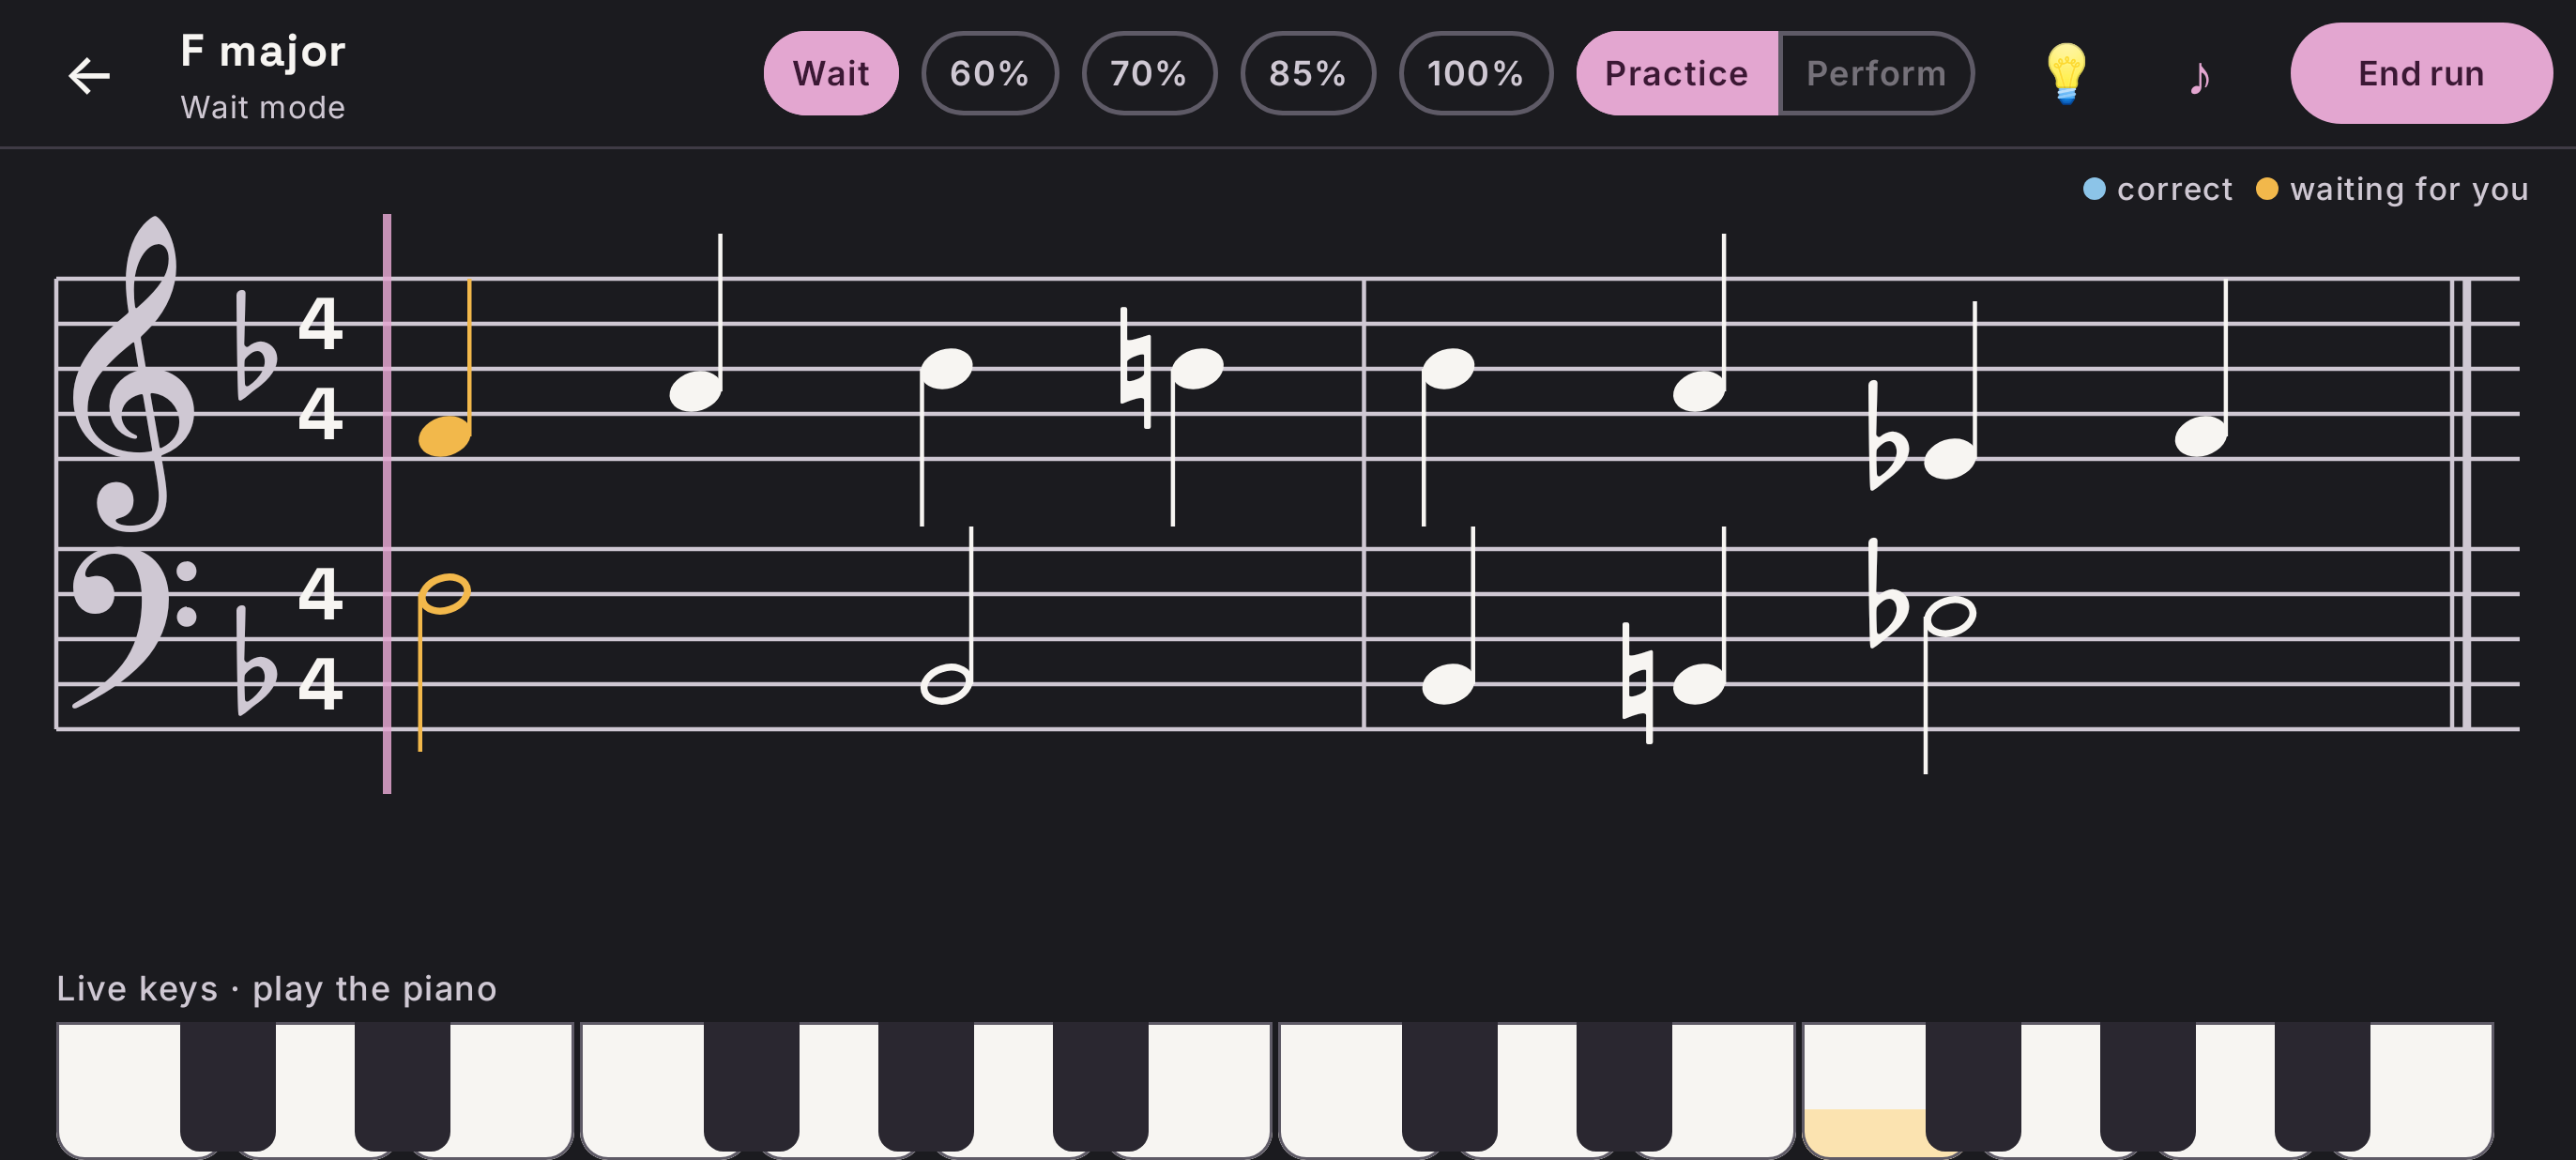 F major
Wait mode
Wait 60% 70% 85% 100% Practice Perform End run
correct waiting for you
4
4
4
4
Live keys · play the piano